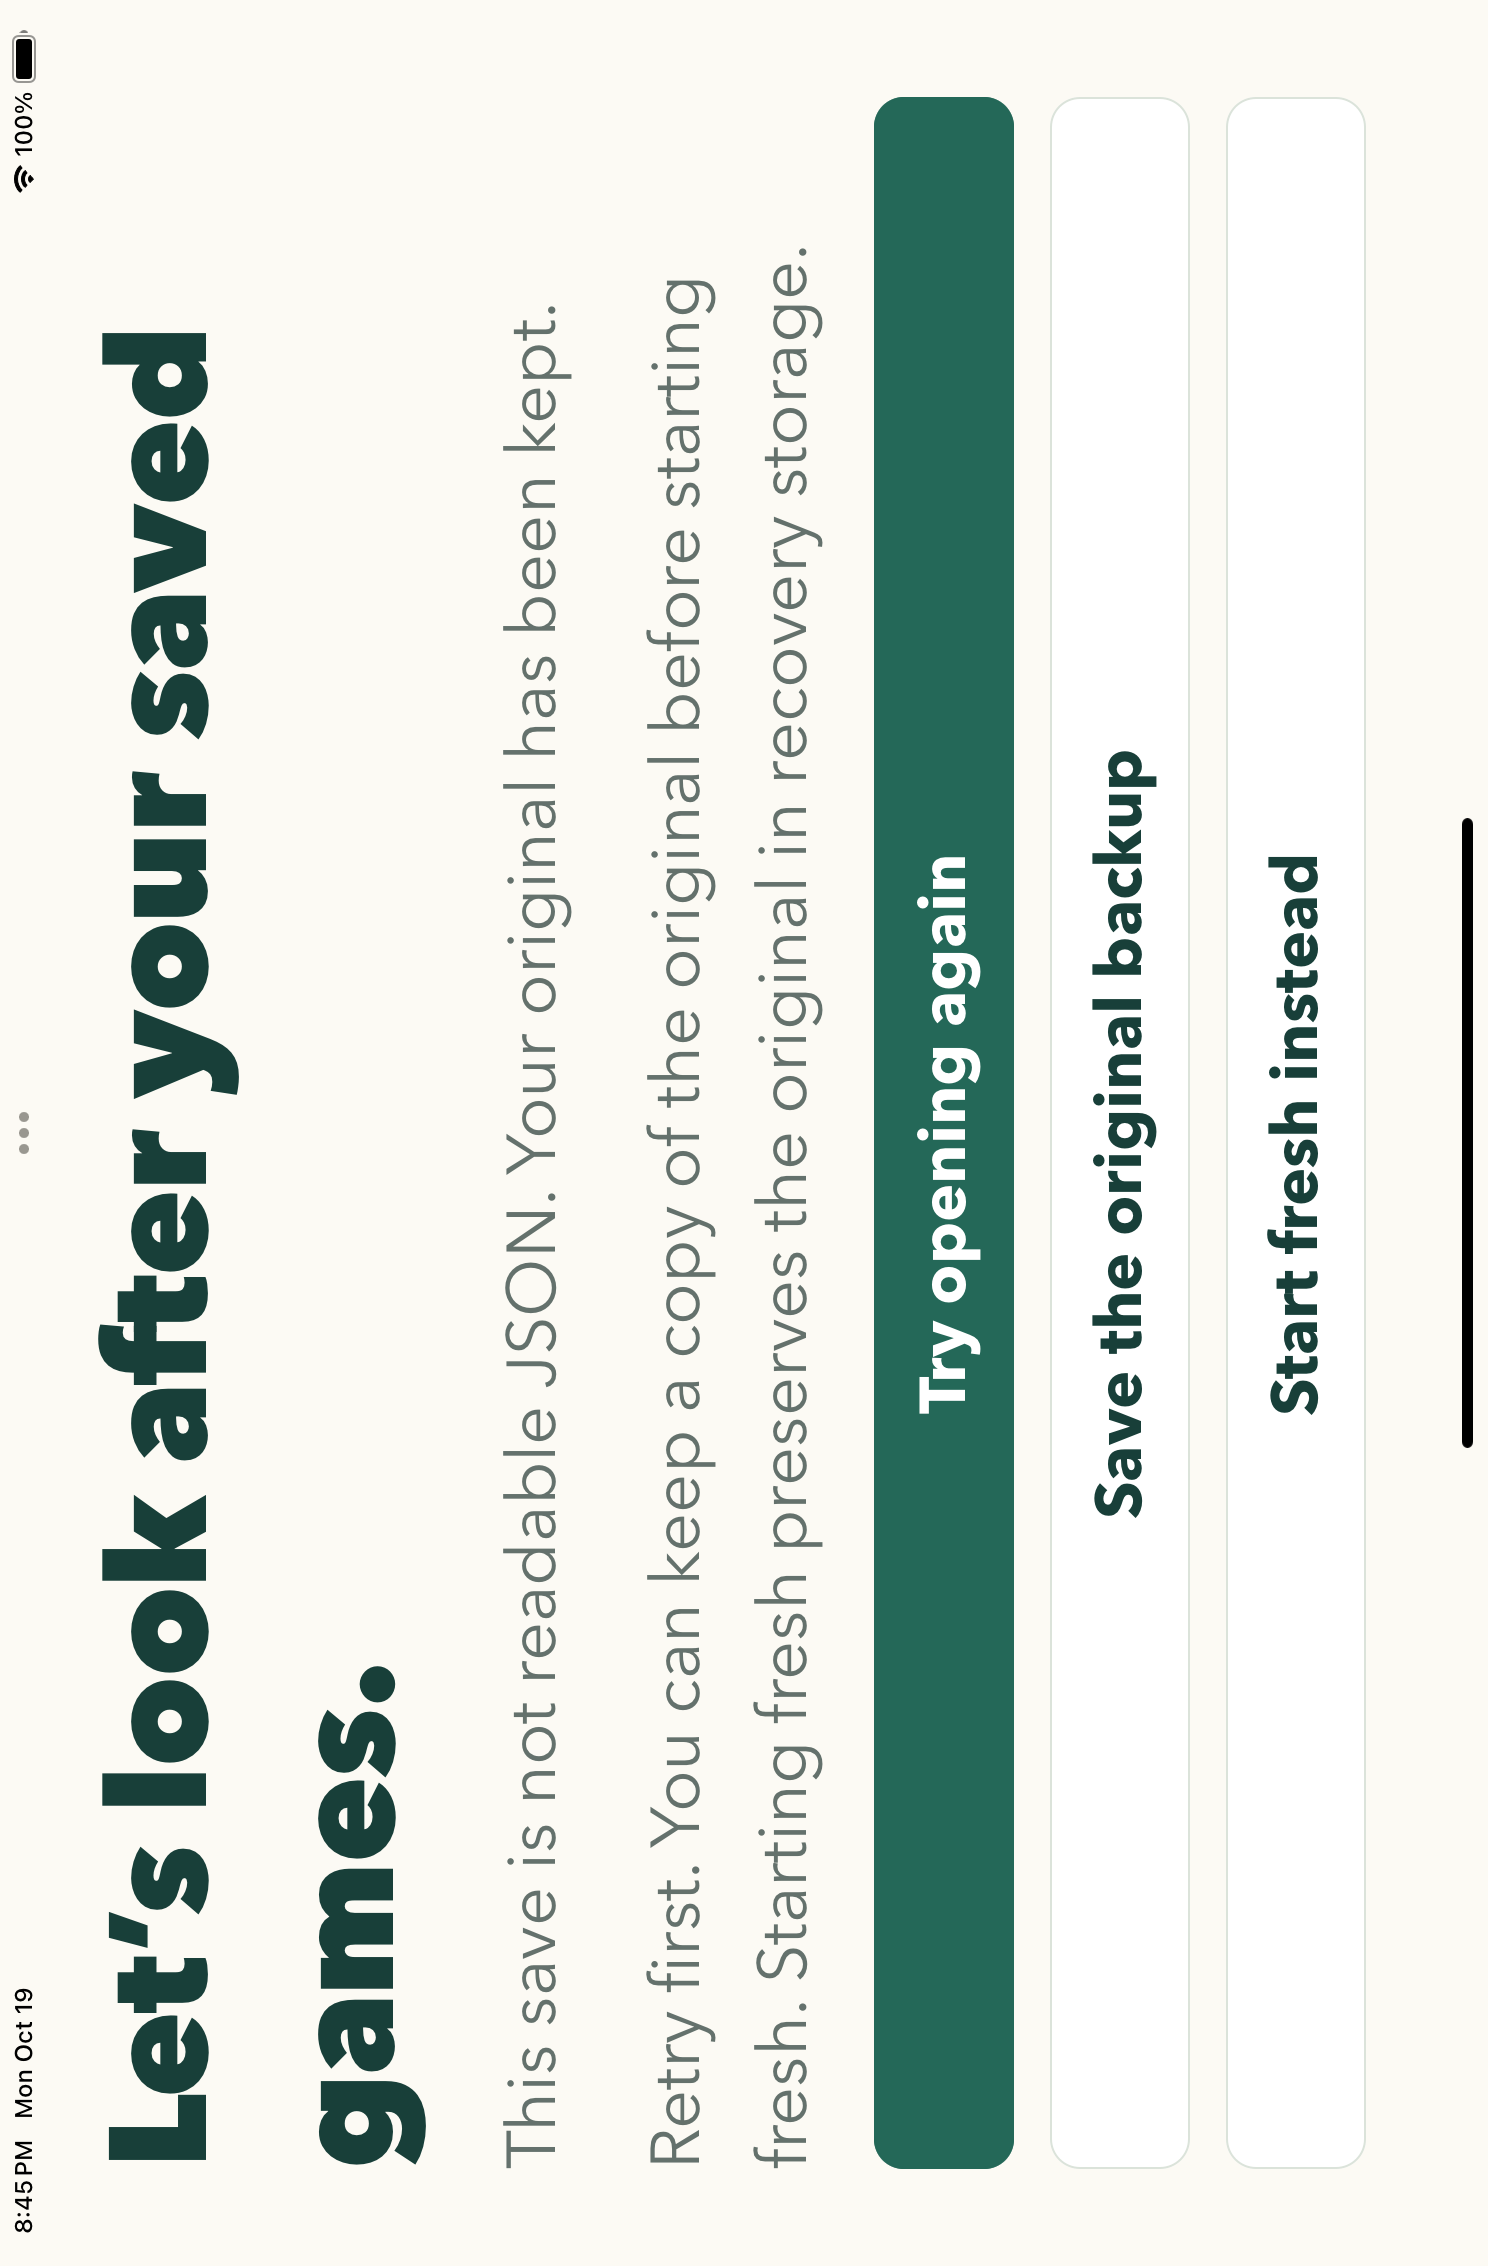 8:45 PM Mon Oct 19
100%
Let’s look after your saved
games.
This save is not readable JSON. Your original has been kept.
Retry first. You can keep a copy of the original before starting
fresh. Starting fresh preserves the original in recovery storage.
Try opening again
Save the original backup
Start fresh instead